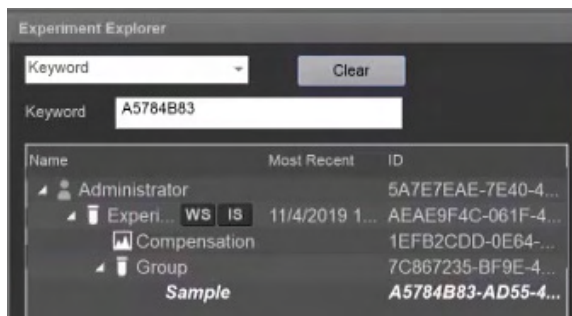 Experiment Explorer
Keyword Clear
Keyword A5784B83
Name Most Recent ID
Administrator 5A7E7EAE-7E40-4...
Experi... WS IS 11/4/2019 1... AEAE9F4C-061F-4...
Compensation 1EFB2CDD-0E64-...
Group 7C867235-BF9E-4...
Sample A5784B83-AD55-4...